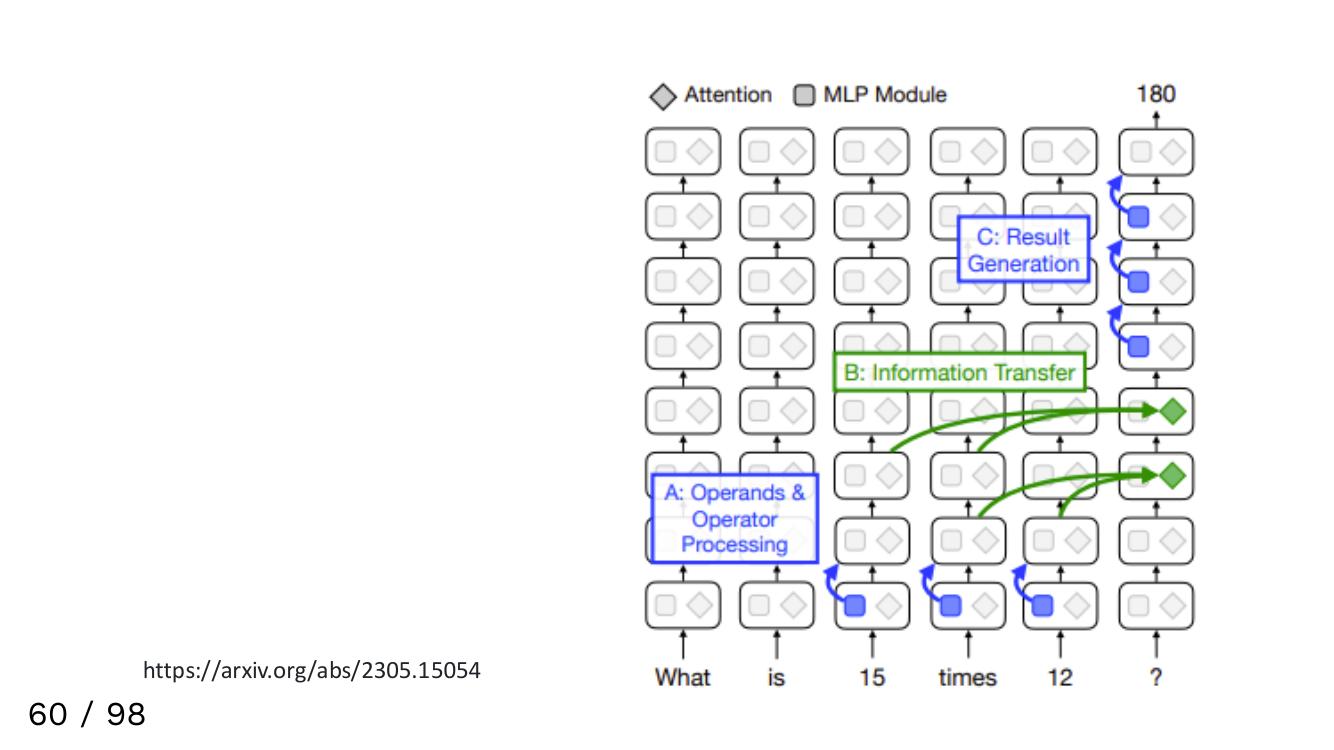 Attention
MLP Module
180
C: Result
Generation
B: Information Transfer
A: Operands &
Operator
Processing
What is 15 times 12 ?
https://arxiv.org/abs/2305.15054
60 / 98